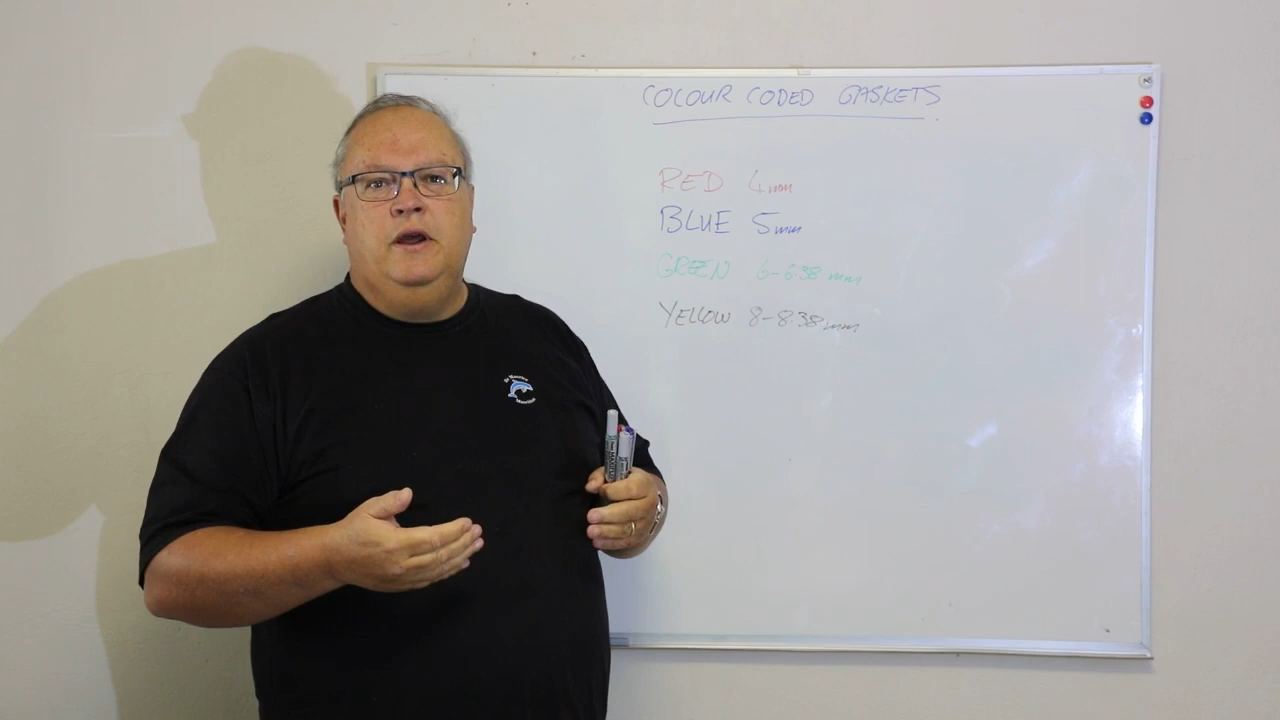 COLOUR CODED GASKETS
RED 4mm
BLUE 5mm
GREEN 6-6.38mm
YELLOW 8-8.38mm